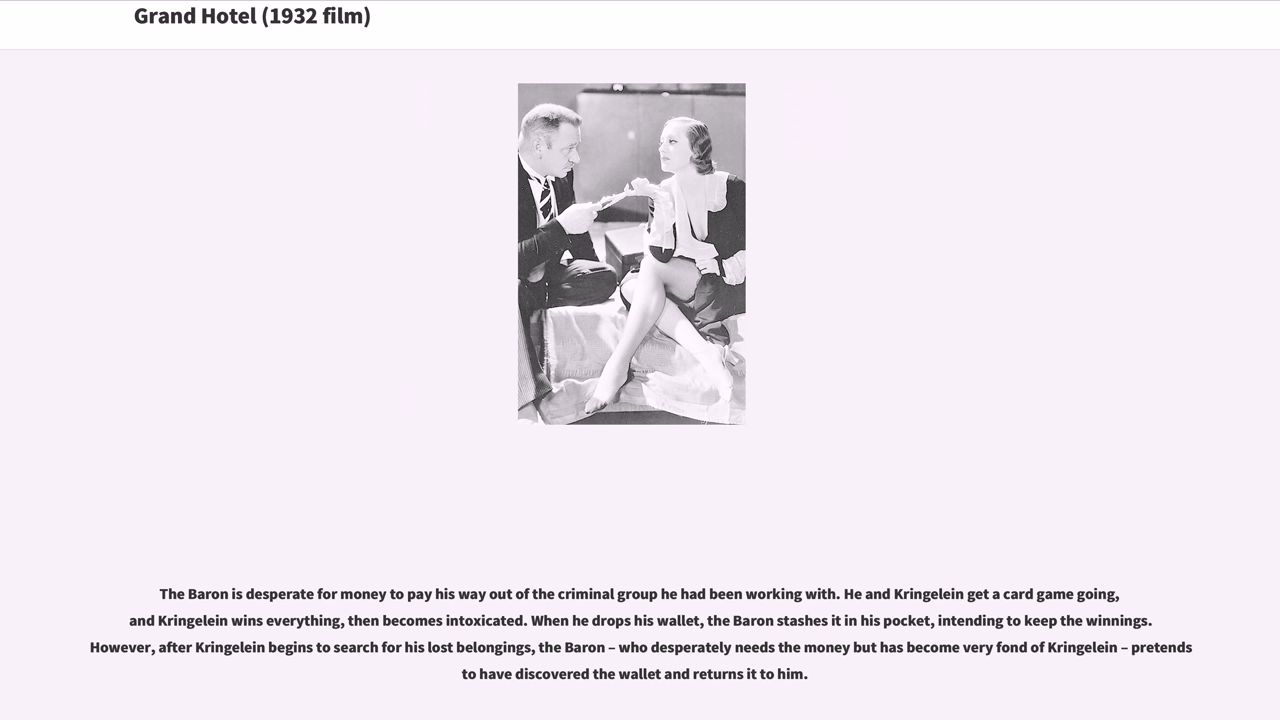 Grand Hotel (1932 film)
The Baron is desperate for money to pay his way out of the criminal group he had been working with. He and Kringelein get a card game going,
and Kringelein wins everything, then becomes intoxicated. When he drops his wallet, the Baron stashes it in his pocket, intending to keep the winnings.
However, after Kringelein begins to search for his lost belongings, the Baron – who desperately needs the money but has become very fond of Kringelein – pretends
to have discovered the wallet and returns it to him.